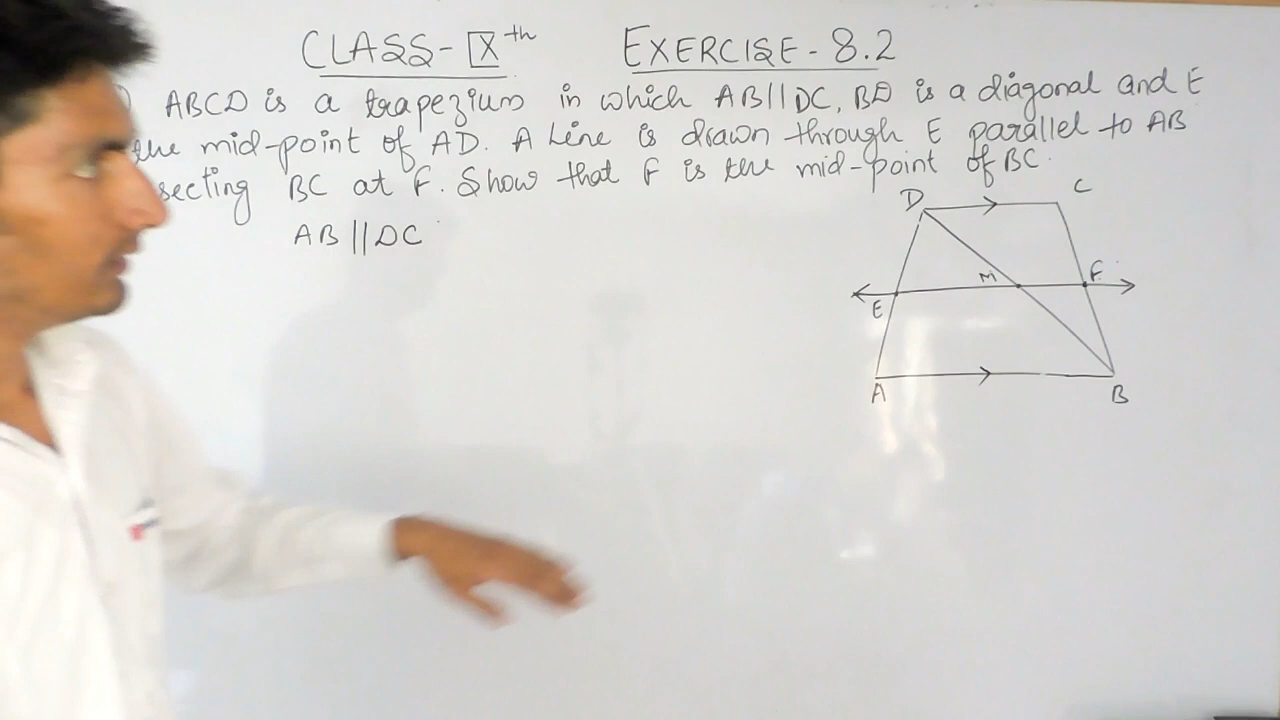 CLASS-IXth EXERCISE-8.2
ABCD is a trapezium in which AB||DC, BD is a diagonal and E
the mid-point of AD. A Line is drawn through E parallel to AB
secting BC at F. Show that F is the mid-point of BC.
AB||DC
D C
M F
E
A B